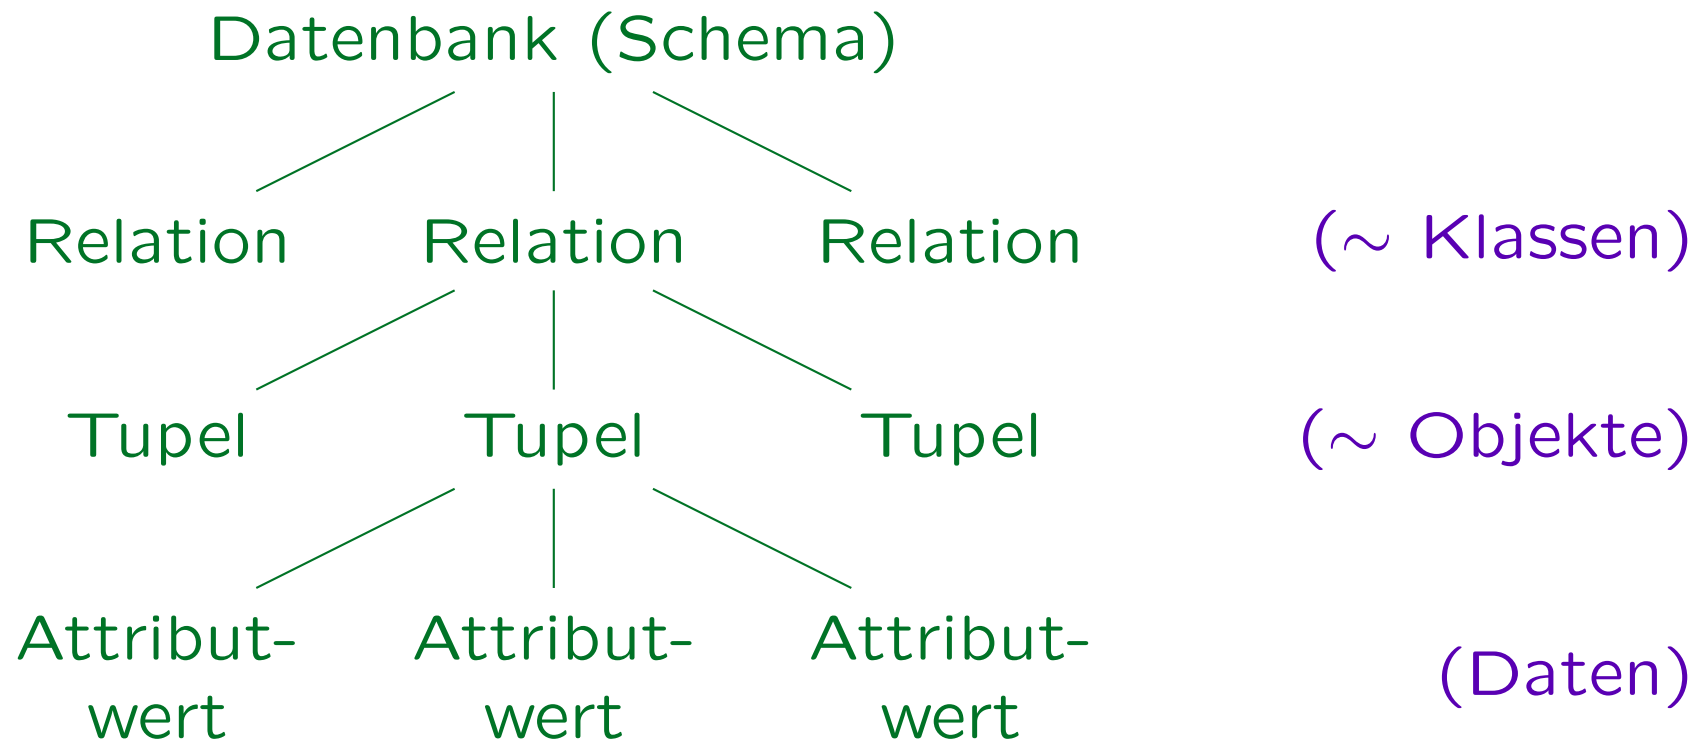 Datenbank (Schema)
Relation Relation Relation (~ Klassen)
Tupel Tupel Tupel (~ Objekte)
Attribut- Attribut- Attribut-
wert wert wert
(Daten)